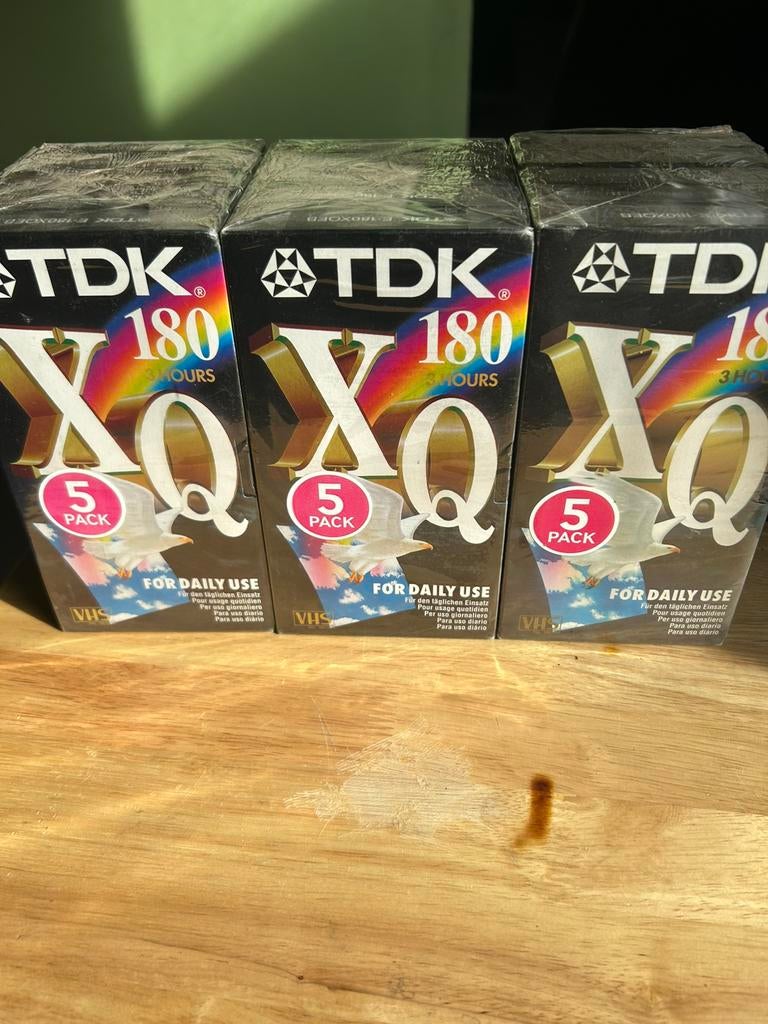 TDK E-180XQEB
TDK®
180
3 HOURS
XQ
5
PACK
FOR DAILY USE
Für den täglichen Einsatz
Pour usage quotidien
Per uso giornaliero
Para uso diario
Para uso diário
VHS
TDK®
180
3 HOURS
XQ
5
PACK
FOR DAILY USE
Für den täglichen Einsatz
Pour usage quotidien
Per uso giornaliero
Para uso diario
Para uso diário
VHS
180XQEB
TDK
18
3 HOU
XQ
5
PACK
FOR DAILY USE
Für den täglichen Einsatz
Pour usage quotidien
Per uso giornaliero
Para uso diario
Para uso diário
VHS